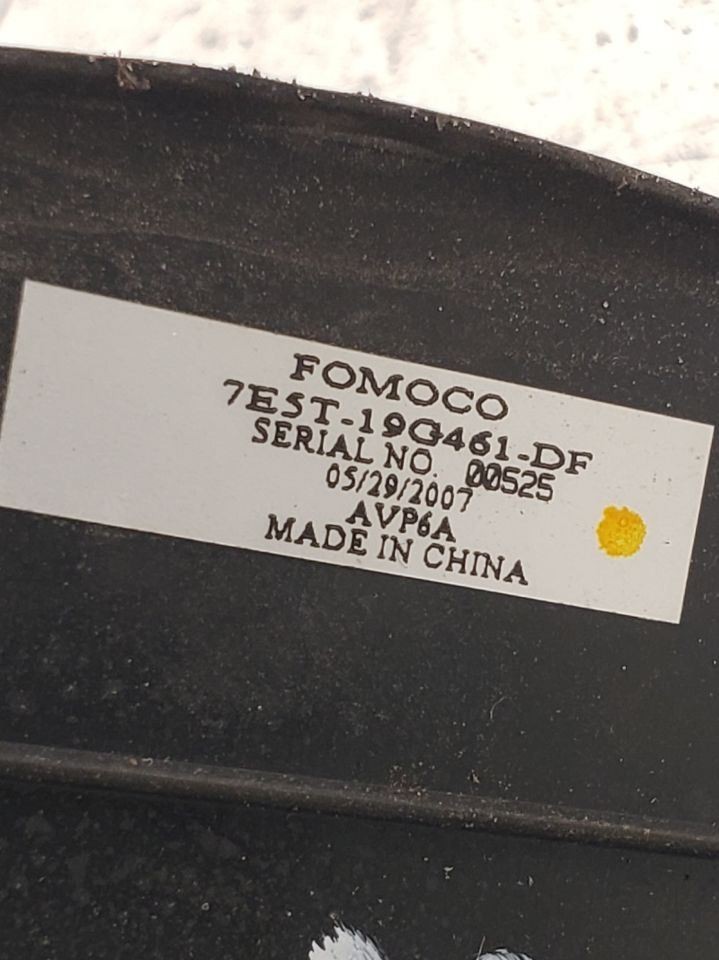 FOMOCO
7E5T-19G461-DF
SERIAL NO. 00525
05/29/2007
AVP6A
MADE IN CHINA